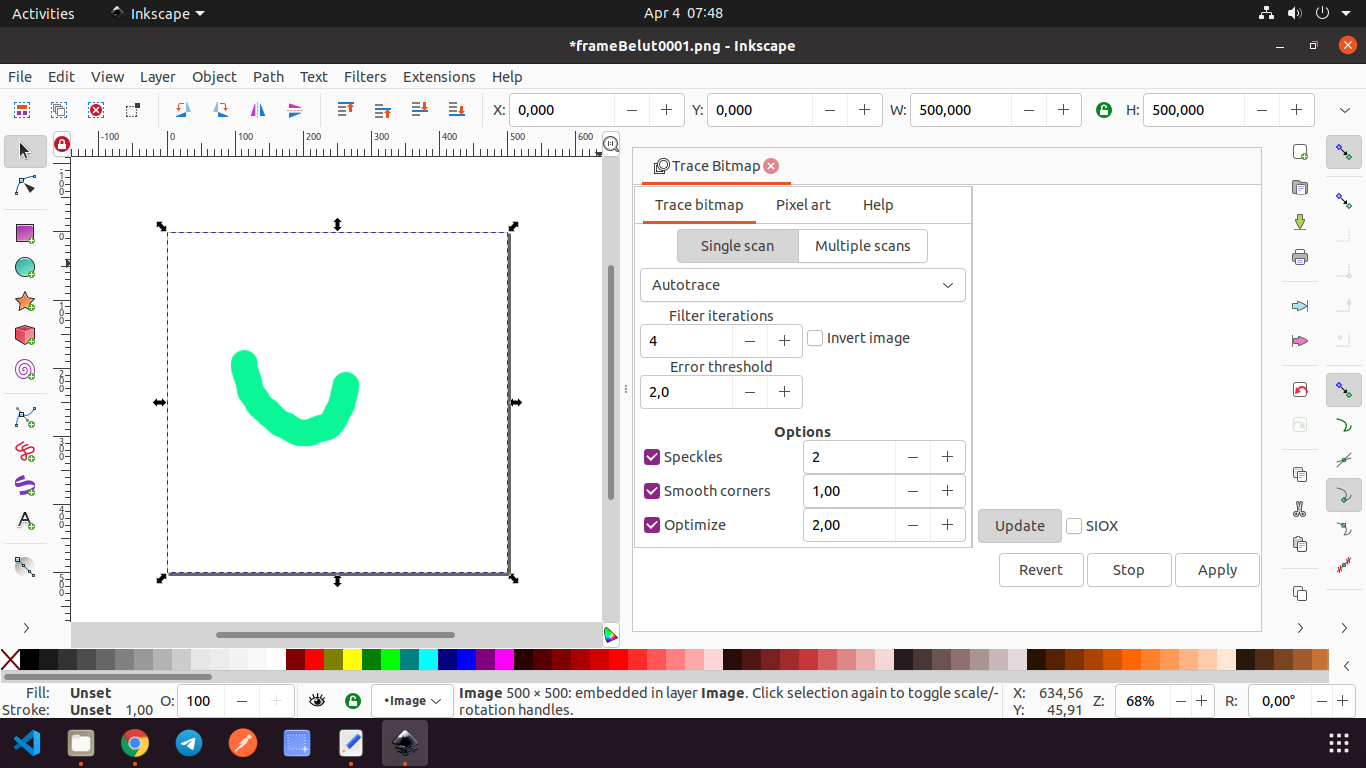 Activities Inkscape Apr 4 07:48
*frameBelut0001.png - Inkscape
File Edit View Layer Object Path Text Filters Extensions Help
X: 0,000 Y: 0,000 W: 500,000 H: 500,000
-100 0 100 200 300 400 500 600
Trace Bitmap
Trace bitmap Pixel art Help
Single scan Multiple scans
Autotrace
Filter iterations
4 Invert image
Error threshold
2,0
Options
Speckles 2
Smooth corners 1,00
Optimize 2,00
Update SIOX
Revert Stop Apply
Fill: Unset
Stroke: Unset 1,00
O: 100
•Image
Image 500 × 500: embedded in layer Image. Click selection again to toggle scale/-
rotation handles.
X: 634,56
Y: 45,91
Z: 68% R: 0,00°